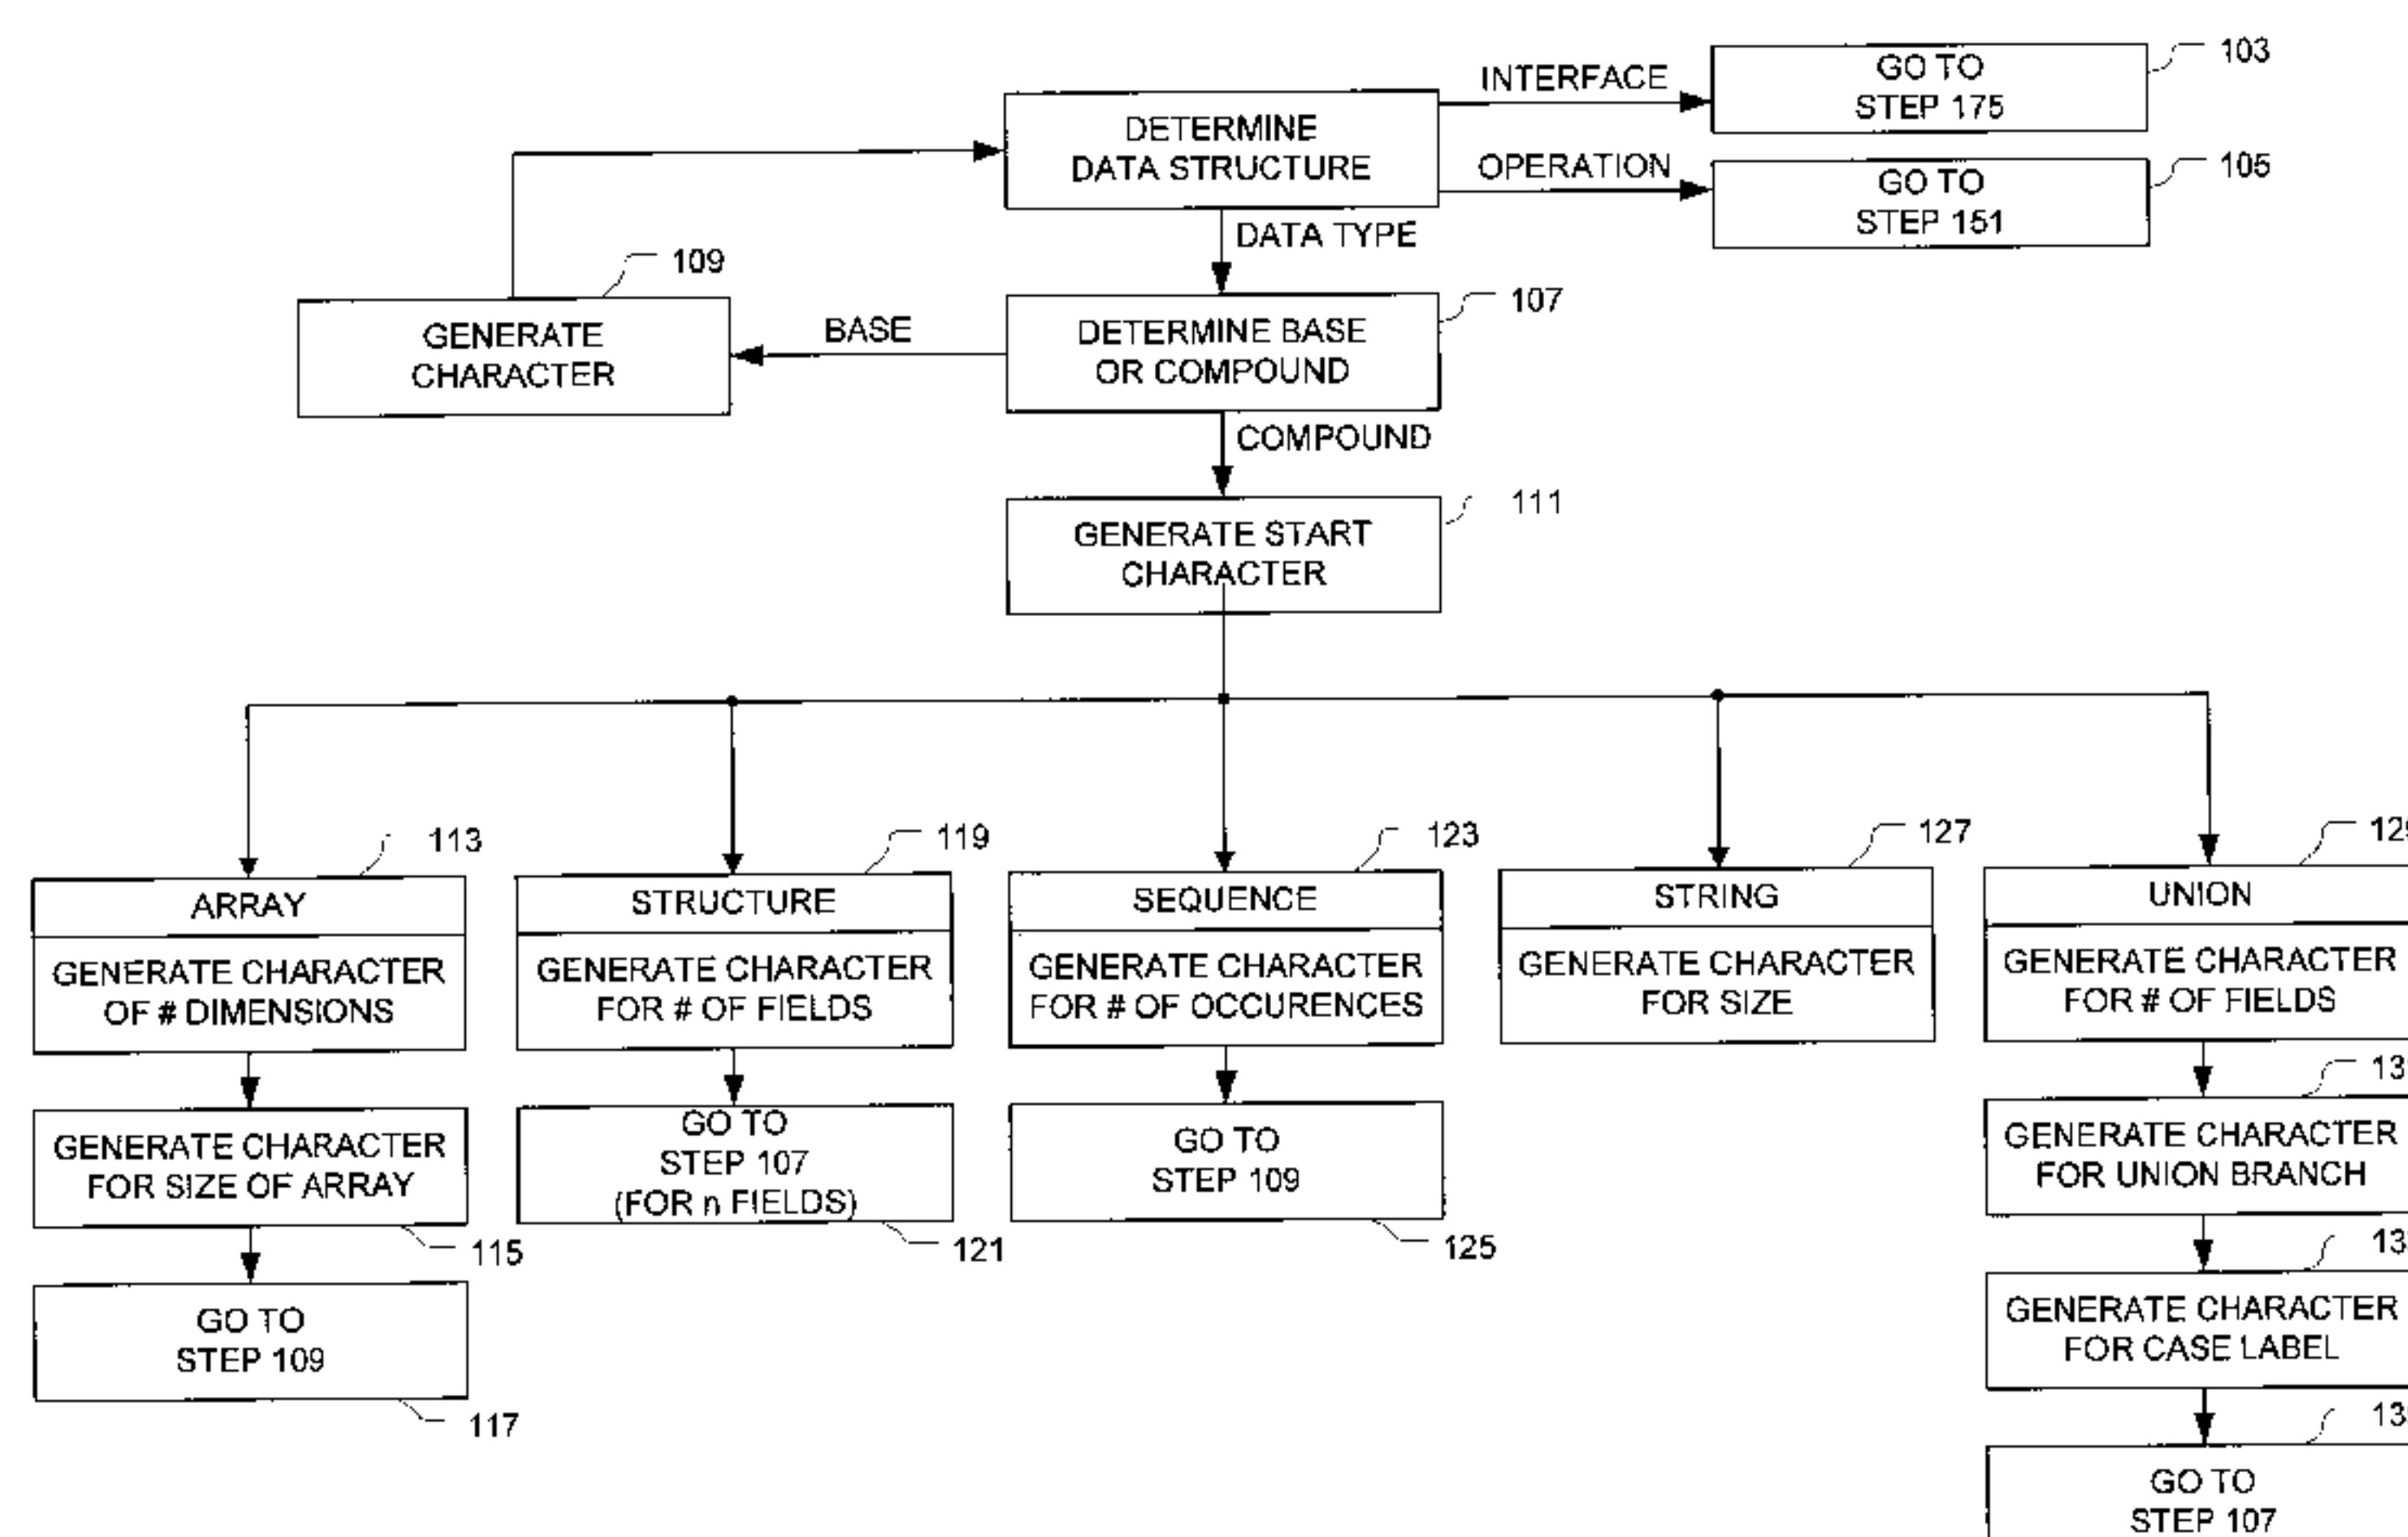 INTERFACE
GO TO
STEP 175
103
DETERMINE
DATA STRUCTURE
OPERATION
GO TO
STEP 151
105
DATA TYPE
109
GENERATE
CHARACTER
BASE
107
DETERMINE BASE
OR COMPOUND
COMPOUND
111
GENERATE START
CHARACTER
113
ARRAY
GENERATE CHARACTER
OF # DIMENSIONS
GENERATE CHARACTER
FOR SIZE OF ARRAY
115
GO TO
STEP 109
117
119
STRUCTURE
GENERATE CHARACTER
FOR # OF FIELDS
GO TO
STEP 107
(FOR n FIELDS)
121
123
SEQUENCE
GENERATE CHARACTER
FOR # OF OCCURENCES
GO TO
STEP 109
125
127
STRING
GENERATE CHARACTER
FOR SIZE
UNION
GENERATE CHARACTER
FOR # OF FIELDS
GENERATE CHARACTER
FOR UNION BRANCH
GENERATE CHARACTER
FOR CASE LABEL
GO TO
STEP 107